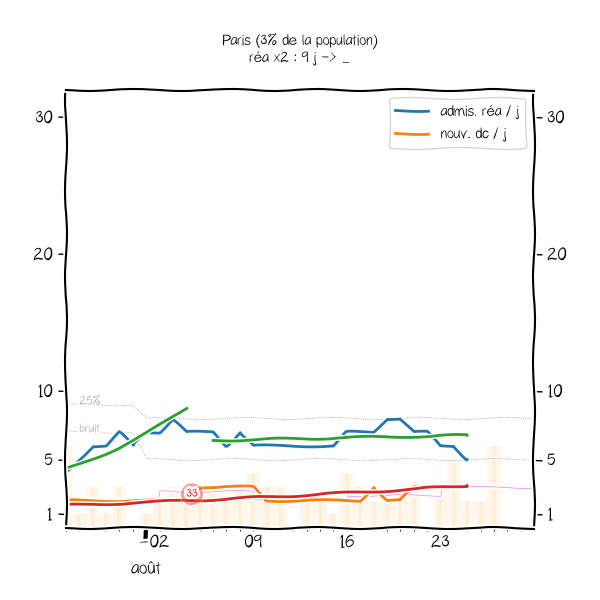 Paris (3% de la population)
réa x2 : 9 j -> _
admis. réa / j
nouv. dc / j
30
30
20
20
10
10
25%
bruit
5
5
33
1
1
02
09
16
23
août